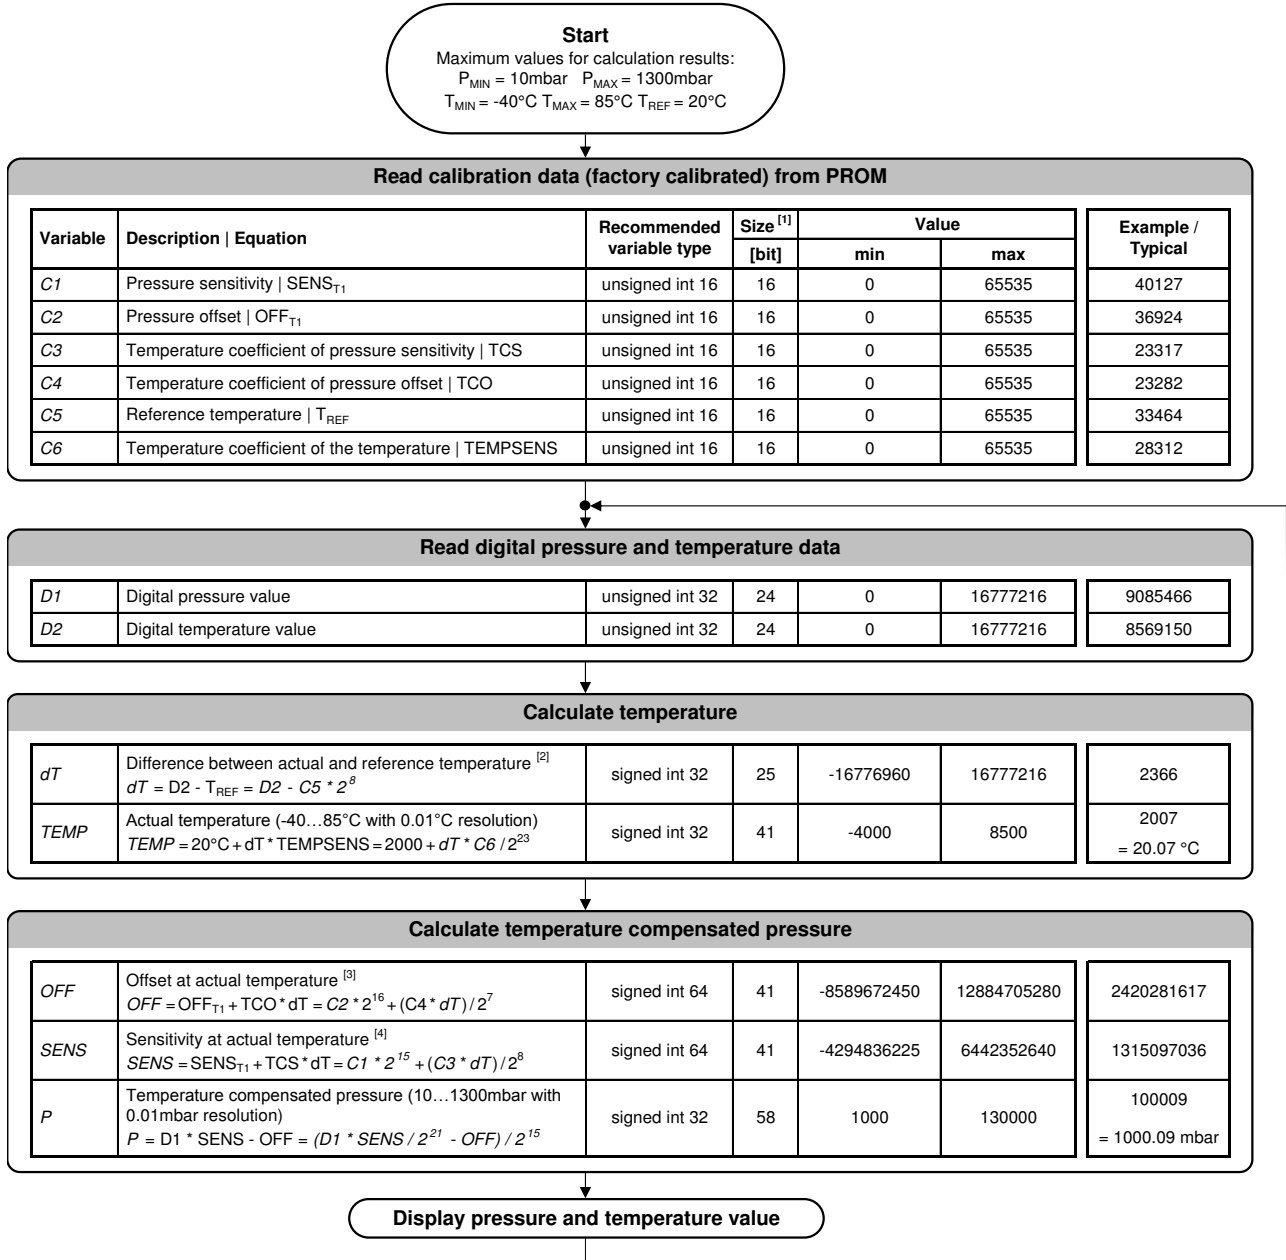 Start
Maximum values for calculation results:
P_MIN = 10mbar P_MAX = 1300mbar
T_MIN = -40°C T_MAX = 85°C T_REF = 20°C
Read calibration data (factory calibrated) from PROM
Variable Description | Equation Recommended variable type Size [1] [bit] Value min max Example / Typical
C1 Pressure sensitivity | SENS_T1 unsigned int 16 16 0 65535 40127
C2 Pressure offset | OFF_T1 unsigned int 16 16 0 65535 36924
C3 Temperature coefficient of pressure sensitivity | TCS unsigned int 16 16 0 65535 23317
C4 Temperature coefficient of pressure offset | TCO unsigned int 16 16 0 65535 23282
C5 Reference temperature | T_REF unsigned int 16 16 0 65535 33464
C6 Temperature coefficient of the temperature | TEMPSENS unsigned int 16 16 0 65535 28312
Read digital pressure and temperature data
D1 Digital pressure value unsigned int 32 24 0 16777216 9085466
D2 Digital temperature value unsigned int 32 24 0 16777216 8569150
Calculate temperature
dT Difference between actual and reference temperature [2]
dT = D2 - T_REF = D2 - C5 * 2^8 signed int 32 25 -16776960 16777216 2366
TEMP Actual temperature (-40…85°C with 0.01°C resolution)
TEMP = 20°C + dT * TEMPSENS = 2000 + dT * C6 / 2^23 signed int 32 41 -4000 8500 2007
= 20.07 °C
Calculate temperature compensated pressure
OFF Offset at actual temperature [3]
OFF = OFF_T1 + TCO * dT = C2 * 2^16 + (C4 * dT) / 2^7 signed int 64 41 -8589672450 12884705280 2420281617
SENS Sensitivity at actual temperature [4]
SENS = SENS_T1 + TCS * dT = C1 * 2^15 + (C3 * dT) / 2^8 signed int 64 41 -4294836225 6442352640 1315097036
P Temperature compensated pressure (10…1300mbar with
0.01mbar resolution)
P = D1 * SENS - OFF = (D1 * SENS / 2^21 - OFF) / 2^15 signed int 32 58 1000 130000 100009
= 1000.09 mbar
Display pressure and temperature value